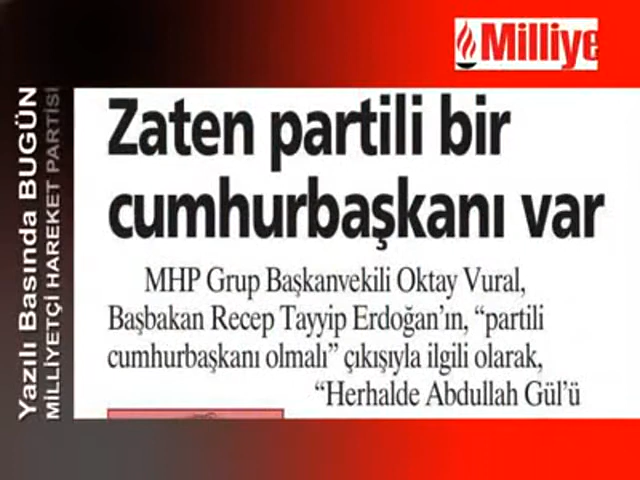 Milliye
Yazılı Basında BUGÜN
MİLLİYETÇİ HAREKET PARTİSİ
Zaten partili bir
cumhurbaşkanı var
MHP Grup Başkanvekili Oktay Vural,
Başbakan Recep Tayyip Erdoğan’ın, “partili
cumhurbaşkanı olmalı” çıkışıyla ilgili olarak,
“Herhalde Abdullah Gül’ü